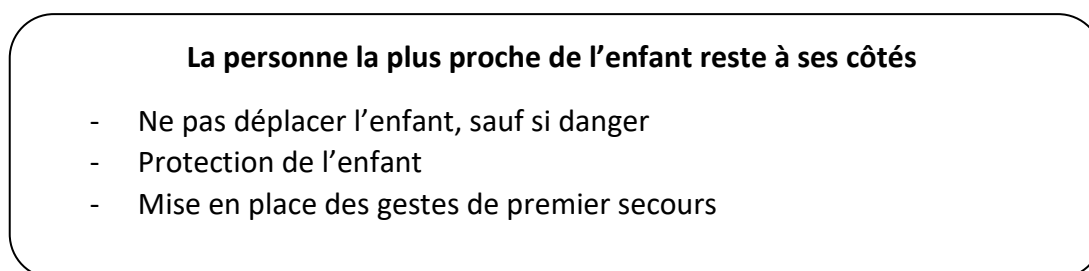 La personne la plus proche de l’enfant reste à ses côtés
- Ne pas déplacer l’enfant, sauf si danger
- Protection de l’enfant
- Mise en place des gestes de premier secours